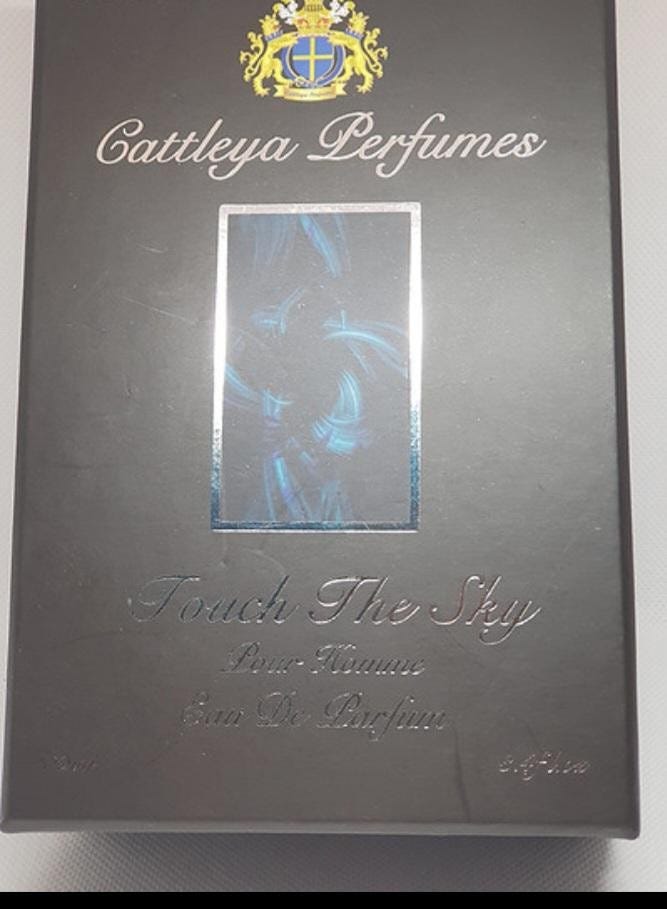 Cattleya Perfumes
Touch The Sky
Pour Homme
Eau De Parfum